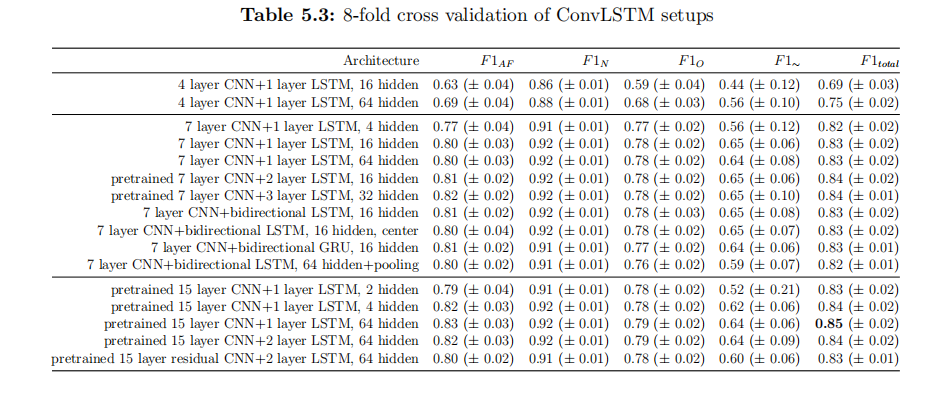 Table 5.3: 8-fold cross validation of ConvLSTM setups
Architecture F1_AF F1_N F1_O F1_~ F1_total
4 layer CNN+1 layer LSTM, 16 hidden 0.63 (± 0.04) 0.86 (± 0.01) 0.59 (± 0.04) 0.44 (± 0.12) 0.69 (± 0.03)
4 layer CNN+1 layer LSTM, 64 hidden 0.69 (± 0.04) 0.88 (± 0.01) 0.68 (± 0.03) 0.56 (± 0.10) 0.75 (± 0.02)
7 layer CNN+1 layer LSTM, 4 hidden 0.77 (± 0.04) 0.91 (± 0.01) 0.77 (± 0.02) 0.56 (± 0.12) 0.82 (± 0.02)
7 layer CNN+1 layer LSTM, 16 hidden 0.80 (± 0.03) 0.92 (± 0.01) 0.78 (± 0.02) 0.65 (± 0.06) 0.83 (± 0.02)
7 layer CNN+1 layer LSTM, 64 hidden 0.80 (± 0.03) 0.92 (± 0.01) 0.78 (± 0.02) 0.64 (± 0.08) 0.83 (± 0.02)
pretrained 7 layer CNN+2 layer LSTM, 16 hidden 0.81 (± 0.02) 0.92 (± 0.01) 0.78 (± 0.02) 0.65 (± 0.06) 0.84 (± 0.02)
pretrained 7 layer CNN+3 layer LSTM, 32 hidden 0.82 (± 0.02) 0.92 (± 0.01) 0.78 (± 0.02) 0.65 (± 0.10) 0.84 (± 0.01)
7 layer CNN+bidirectional LSTM, 16 hidden 0.81 (± 0.02) 0.92 (± 0.01) 0.78 (± 0.03) 0.65 (± 0.08) 0.83 (± 0.02)
7 layer CNN+bidirectional LSTM, 16 hidden, center 0.80 (± 0.04) 0.92 (± 0.01) 0.78 (± 0.02) 0.65 (± 0.07) 0.83 (± 0.02)
7 layer CNN+bidirectional GRU, 16 hidden 0.81 (± 0.02) 0.91 (± 0.01) 0.77 (± 0.02) 0.64 (± 0.06) 0.83 (± 0.01)
7 layer CNN+bidirectional LSTM, 64 hidden+pooling 0.80 (± 0.02) 0.91 (± 0.01) 0.76 (± 0.02) 0.59 (± 0.07) 0.82 (± 0.01)
pretrained 15 layer CNN+1 layer LSTM, 2 hidden 0.79 (± 0.04) 0.91 (± 0.01) 0.78 (± 0.02) 0.52 (± 0.21) 0.83 (± 0.02)
pretrained 15 layer CNN+1 layer LSTM, 4 hidden 0.82 (± 0.03) 0.92 (± 0.01) 0.78 (± 0.02) 0.62 (± 0.06) 0.84 (± 0.02)
pretrained 15 layer CNN+1 layer LSTM, 64 hidden 0.83 (± 0.03) 0.92 (± 0.01) 0.79 (± 0.02) 0.64 (± 0.06) 0.85 (± 0.02)
pretrained 15 layer CNN+2 layer LSTM, 64 hidden 0.82 (± 0.03) 0.92 (± 0.01) 0.79 (± 0.02) 0.64 (± 0.09) 0.84 (± 0.02)
pretrained 15 layer residual CNN+2 layer LSTM, 64 hidden 0.80 (± 0.02) 0.91 (± 0.01) 0.78 (± 0.02) 0.60 (± 0.06) 0.83 (± 0.01)